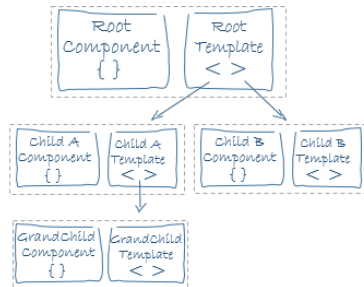 Root
Component
{ }
Root
Template
< >
Child A
Component
{ }
Child A
Template
< >
Child B
Component
{ }
Child B
Template
< >
GrandChild
Component
{ }
GrandChild
Template
< >